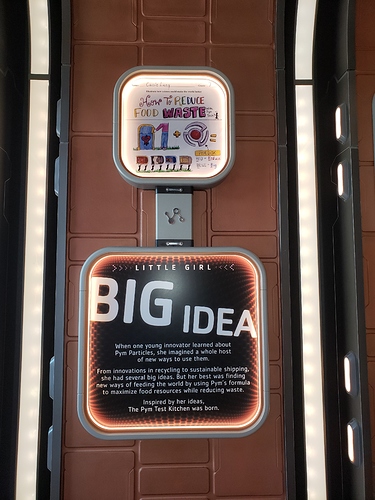 How To REDUCE
FOOD WASTE
>>>> LITTLE GIRL <<<<
BIG IDEA
When one young innovator learned about
Pym Particles, she imagined a whole host
of new ways to use them.
From innovations in recycling to sustainable shipping,
she had several big ideas. But her best was finding
new ways of feeding the world by using Pym's formula
to maximize food resources while reducing waste.
Inspired by her ideas,
The Pym Test Kitchen was born.